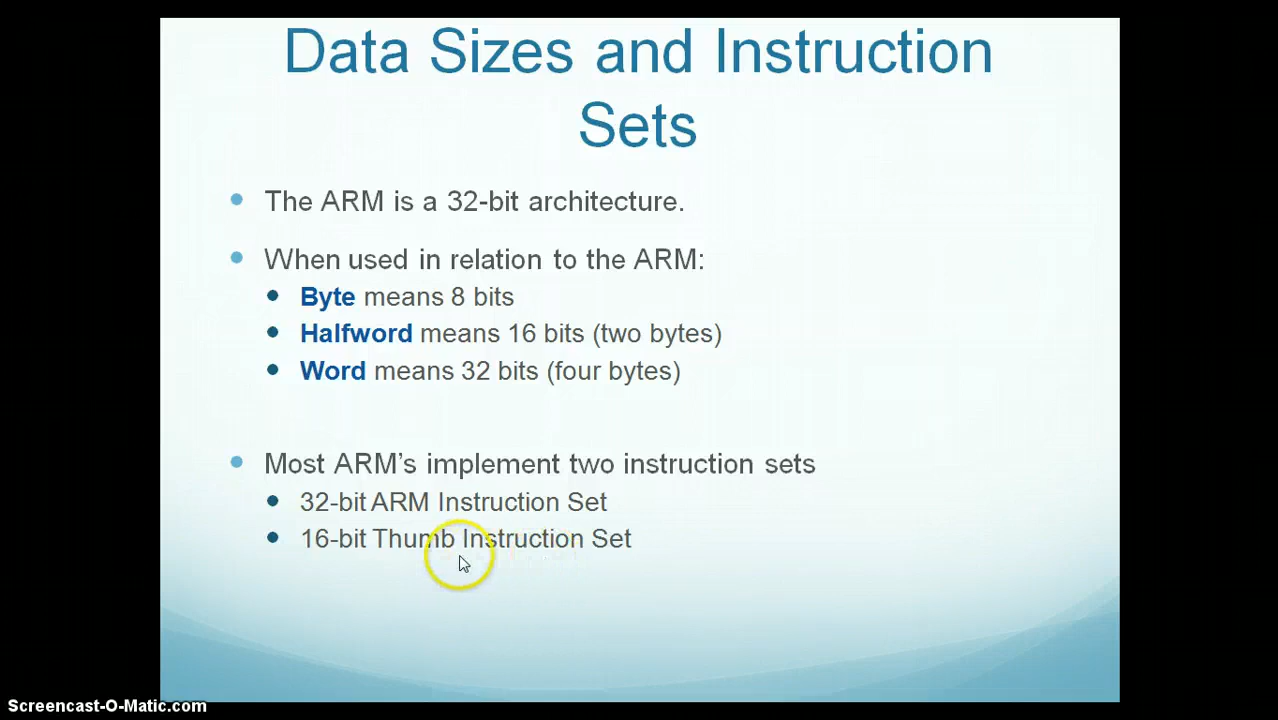 Data Sizes and Instruction
Sets
The ARM is a 32-bit architecture.
When used in relation to the ARM:
Byte means 8 bits
Halfword means 16 bits (two bytes)
Word means 32 bits (four bytes)
Most ARM's implement two instruction sets
32-bit ARM Instruction Set
16-bit Thumb Instruction Set
Screencast-O-Matic.com